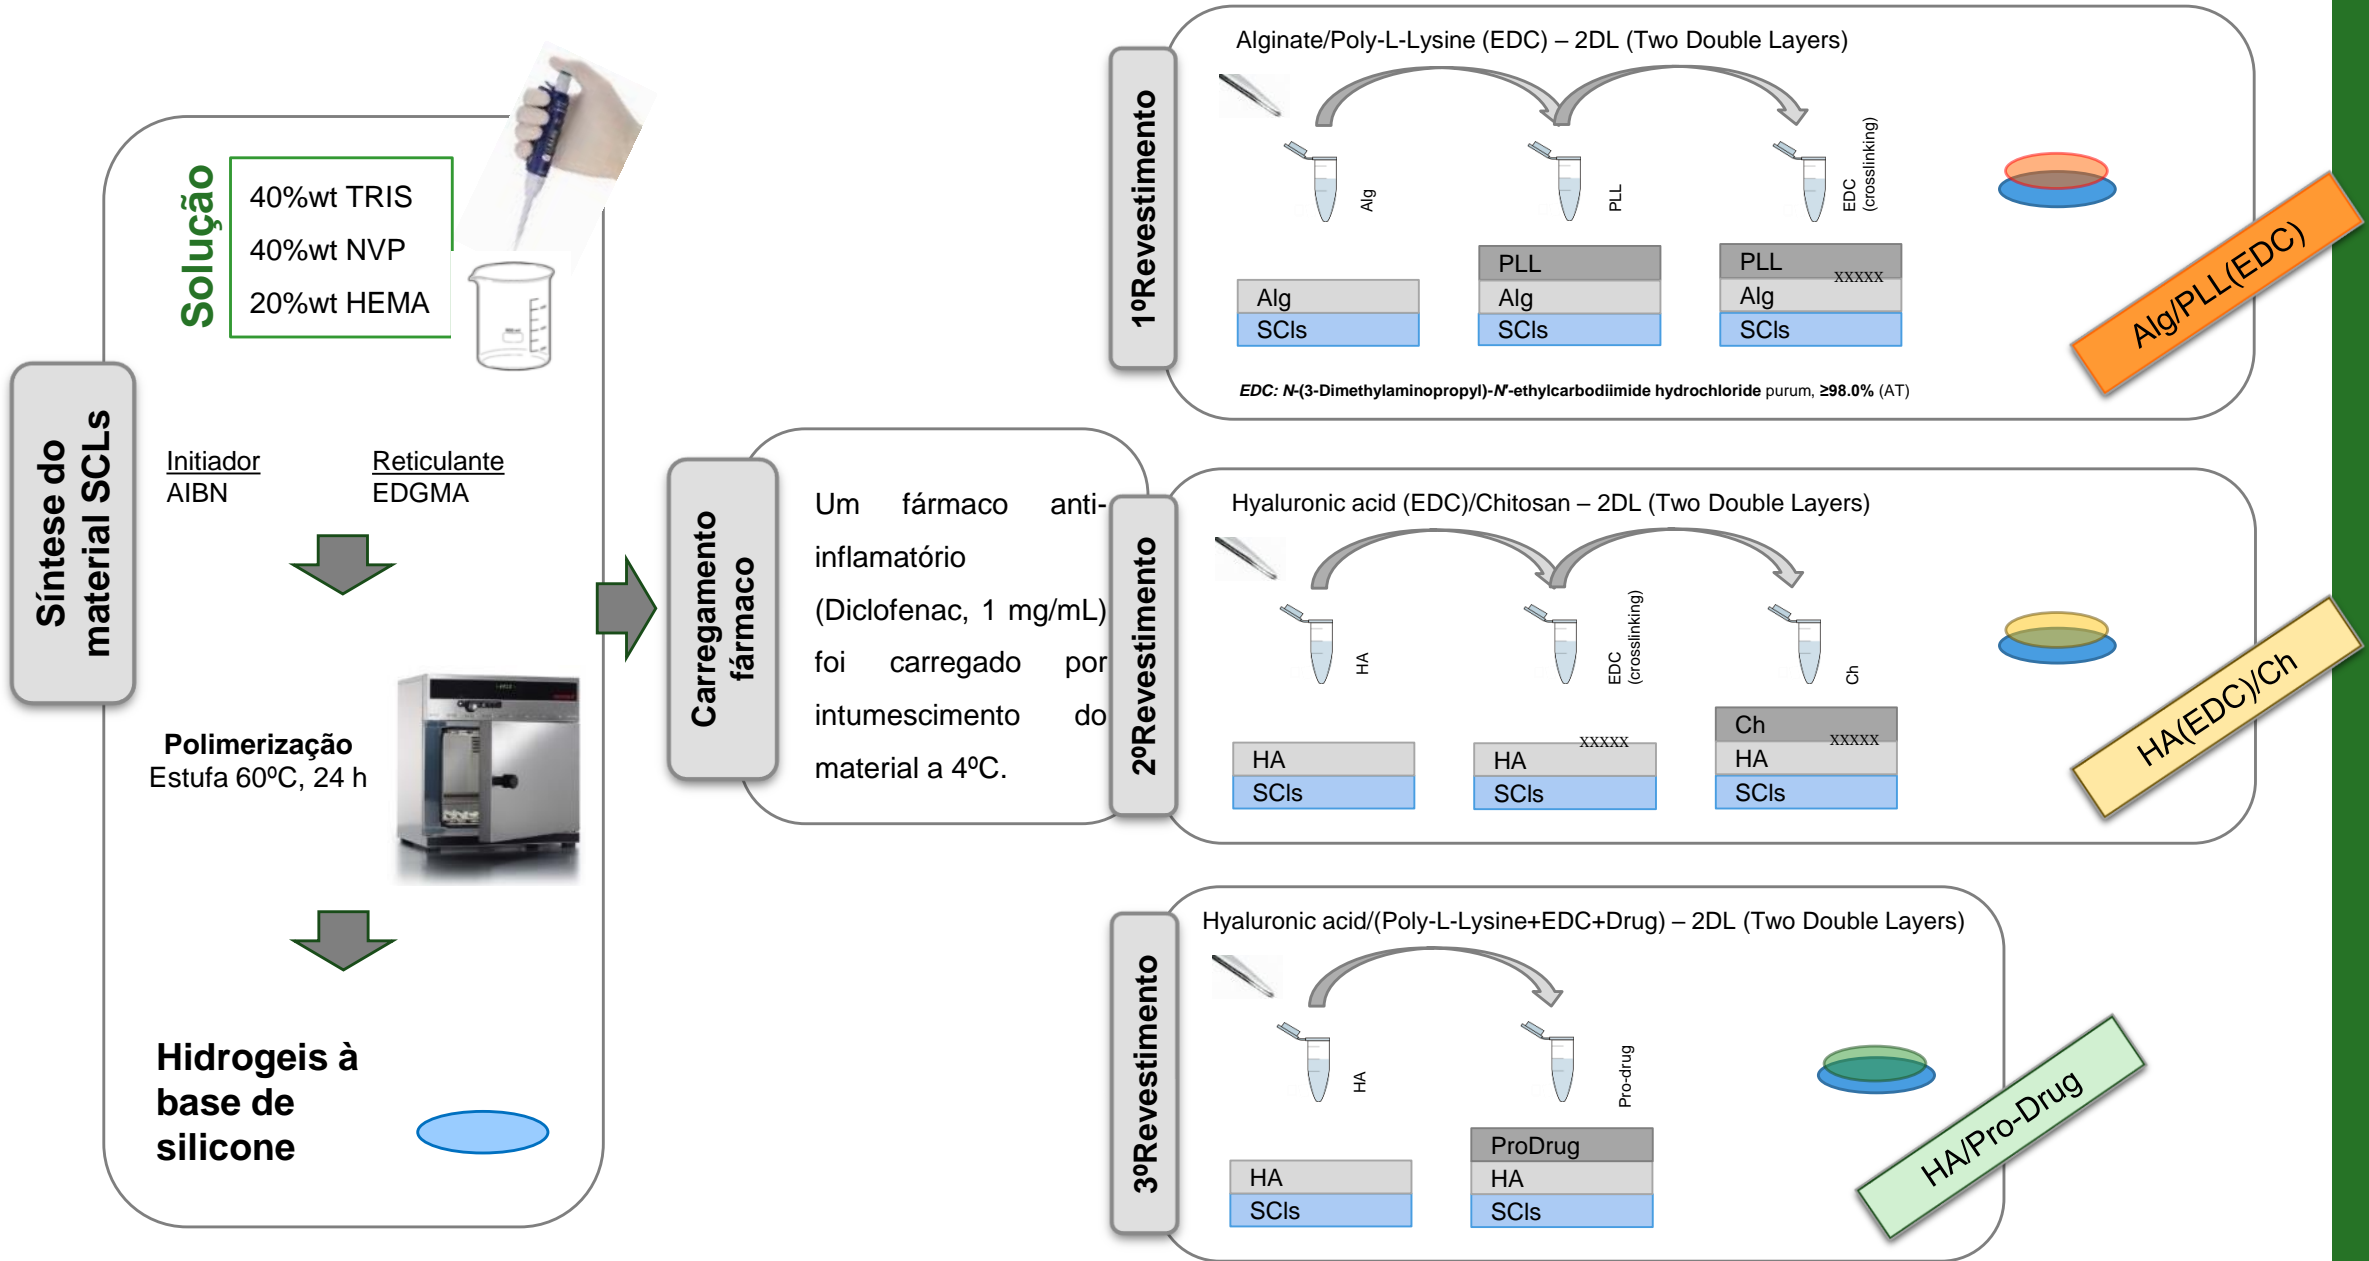 Síntese do
material SCLs
Solução
40%wt TRIS
40%wt NVP
20%wt HEMA
Initiador
AIBN
Reticulante
EDGMA
Polimerização
Estufa 60ºC, 24 h
Hidrogeis à
base de
silicone
Carregamento
fármaco
Um fármaco anti-
inflamatório
(Diclofenac, 1 mg/mL)
foi carregado por
intumescimento do
material a 4ºC.
1ºRevestimento
Alginate/Poly-L-Lysine (EDC) – 2DL (Two Double Layers)
Alg
PLL
EDC
(crosslinking)
Alg
SCls
PLL
Alg
SCls
PLL
xxxxx
Alg
SCls
EDC: N-(3-Dimethylaminopropyl)-N′-ethylcarbodiimide hydrochloride purum, ≥98.0% (AT)
Alg/PLL(EDC)
2ºRevestimento
Hyaluronic acid (EDC)/Chitosan – 2DL (Two Double Layers)
HA
EDC
(crosslinking)
Ch
HA
SCls
xxxxx
HA
SCls
Ch
xxxxx
HA
SCls
HA(EDC)/Ch
3ºRevestimento
Hyaluronic acid/(Poly-L-Lysine+EDC+Drug) – 2DL (Two Double Layers)
HA
Pro-drug
HA
SCls
ProDrug
HA
SCls
HA/Pro-Drug